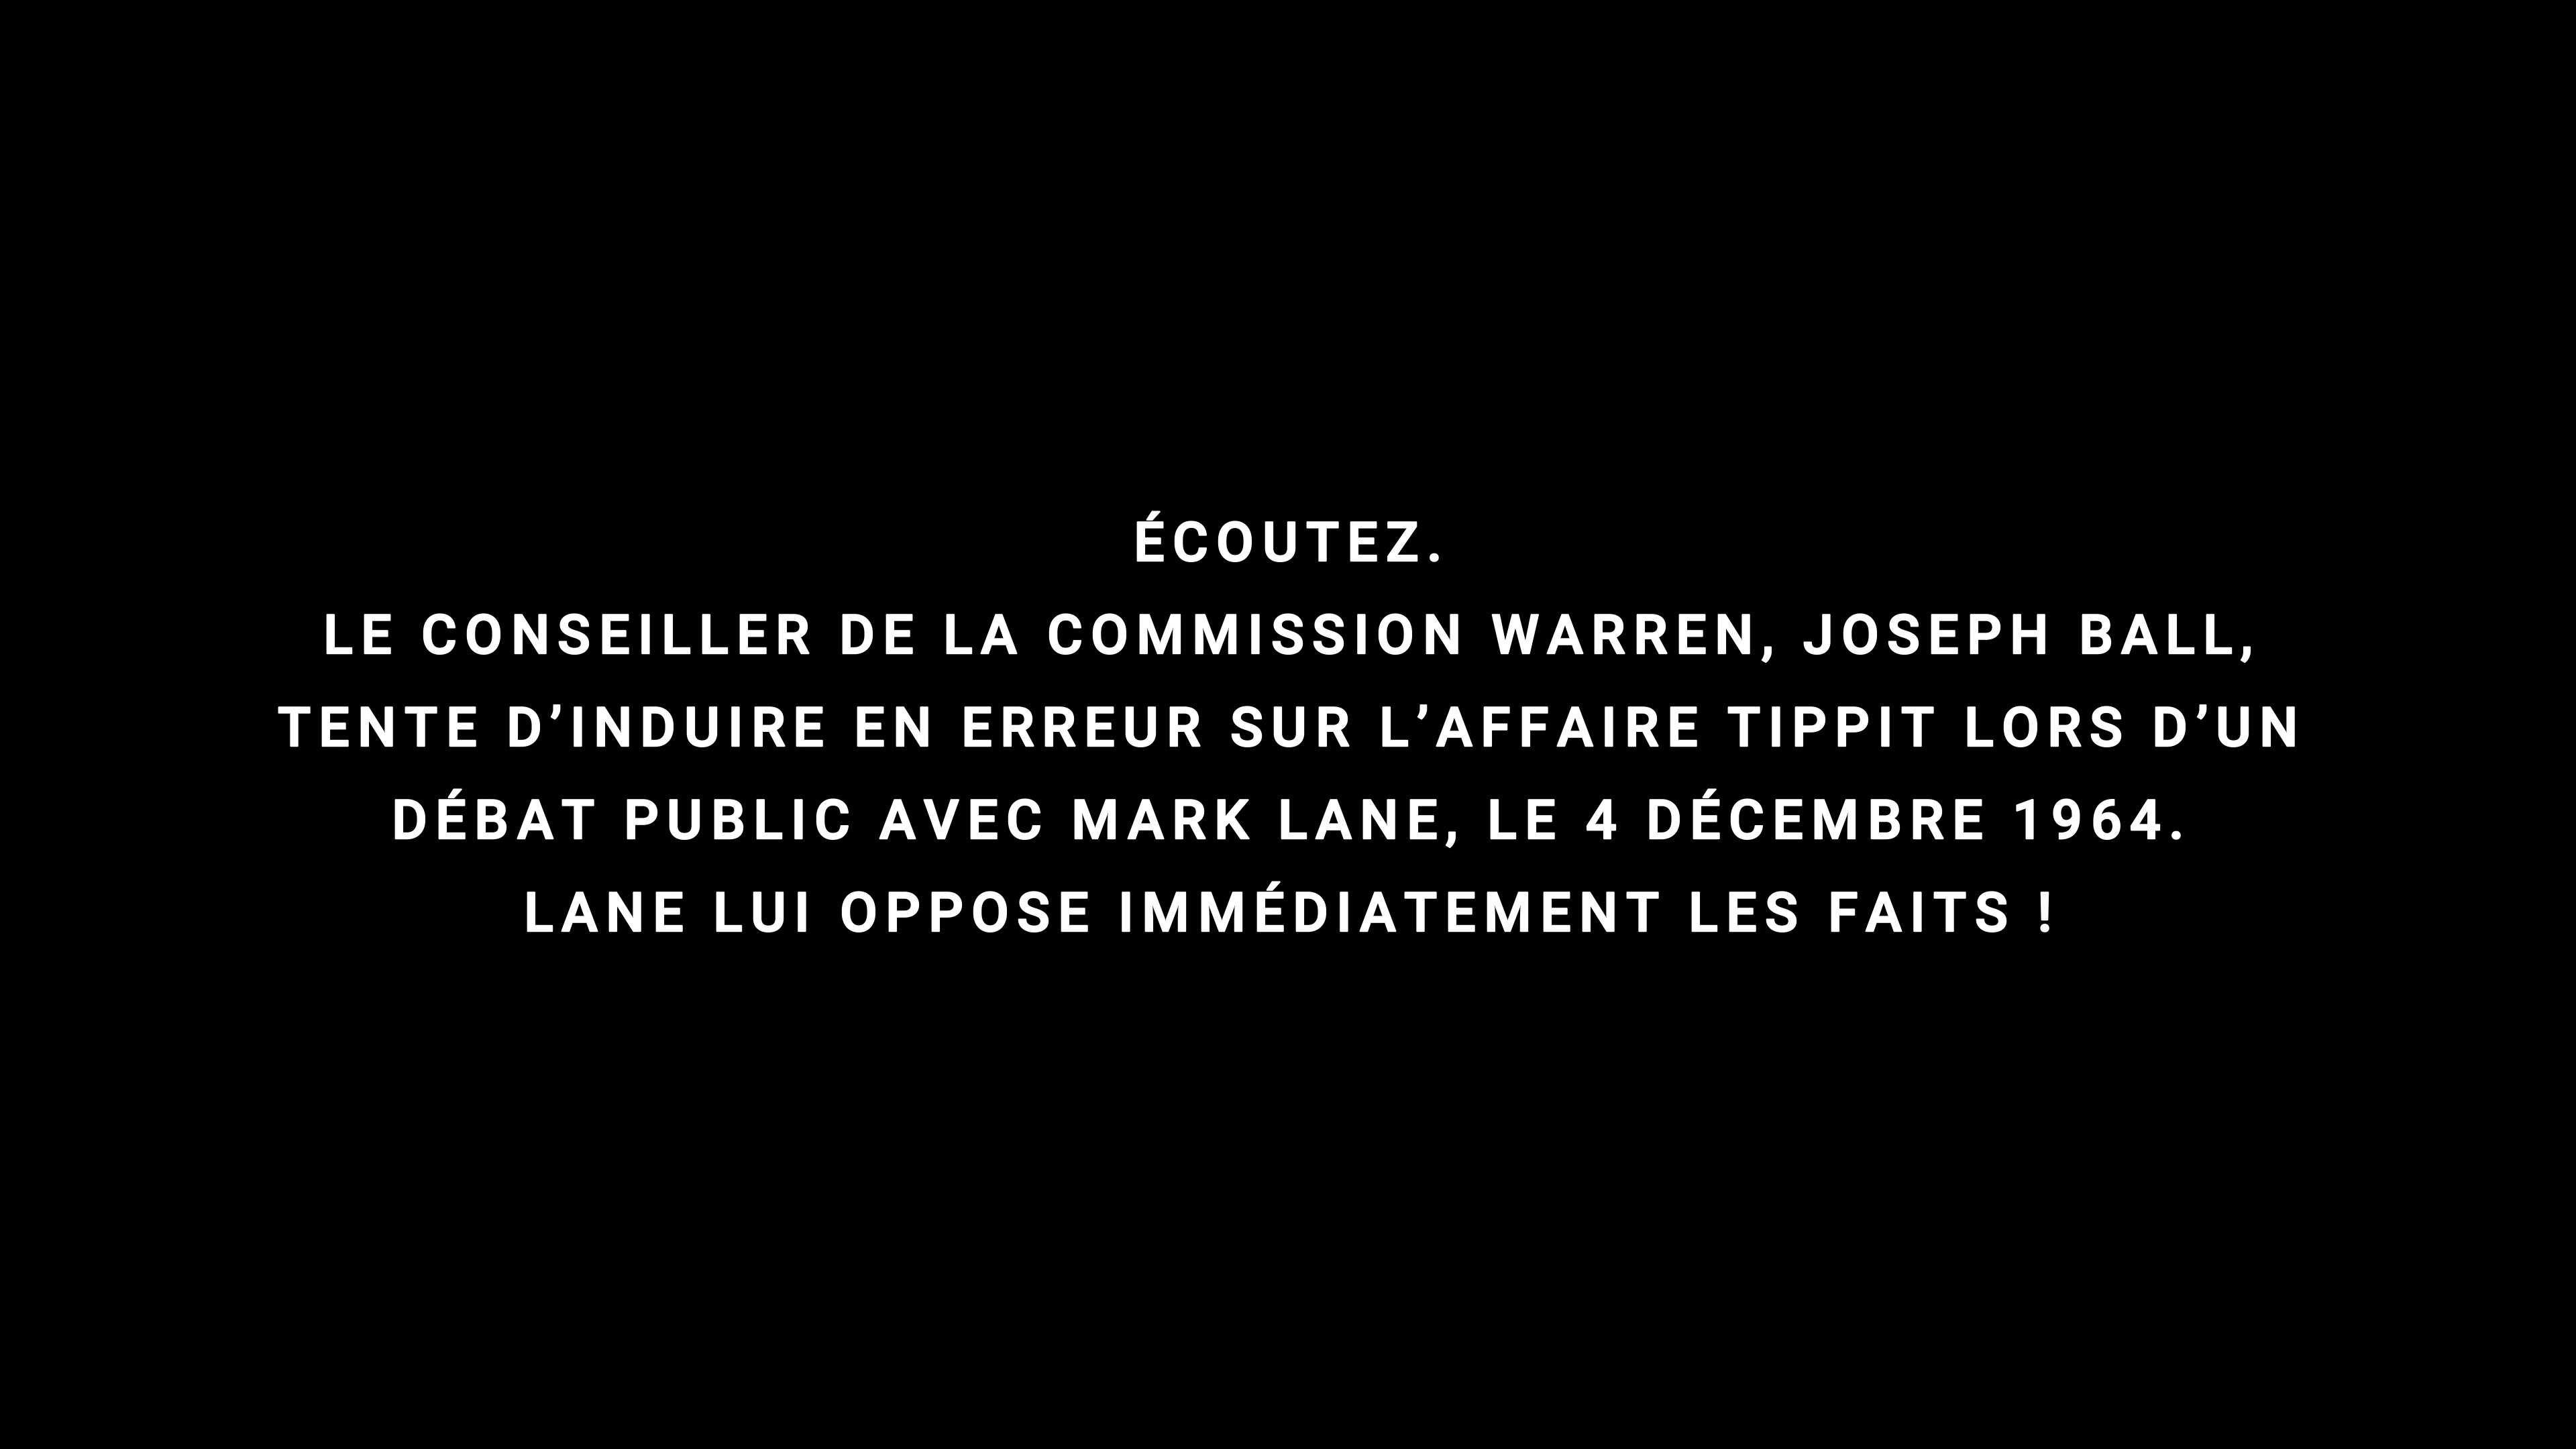 ÉCOUTEZ.
LE CONSEILLER DE LA COMMISSION WARREN, JOSEPH BALL,
TENTE D’INDUIRE EN ERREUR SUR L’AFFAIRE TIPPIT LORS D’UN
DÉBAT PUBLIC AVEC MARK LANE, LE 4 DÉCEMBRE 1964.
LANE LUI OPPOSE IMMÉDIATEMENT LES FAITS !